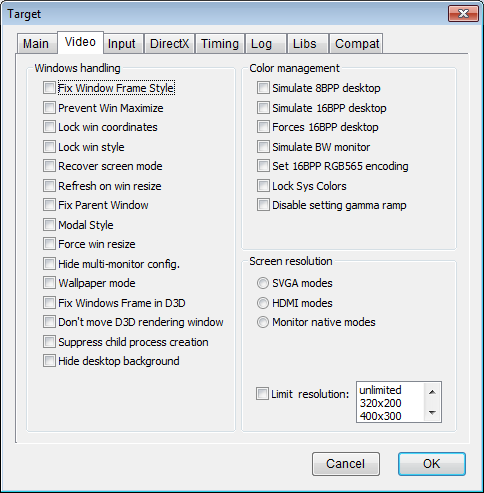 Target
Main Video Input DirectX Timing Log Libs Compat
Windows handling
Fix Window Frame Style
Prevent Win Maximize
Lock win coordinates
Lock win style
Recover screen mode
Refresh on win resize
Fix Parent Window
Modal Style
Force win resize
Hide multi-monitor config.
Wallpaper mode
Fix Windows Frame in D3D
Don't move D3D rendering window
Suppress child process creation
Hide desktop background
Color management
Simulate 8BPP desktop
Simulate 16BPP desktop
Forces 16BPP desktop
Simulate BW monitor
Set 16BPP RGB565 encoding
Lock Sys Colors
Disable setting gamma ramp
Screen resolution
SVGA modes
HDMI modes
Monitor native modes
Limit resolution:
unlimited
320x200
400x300
Cancel OK